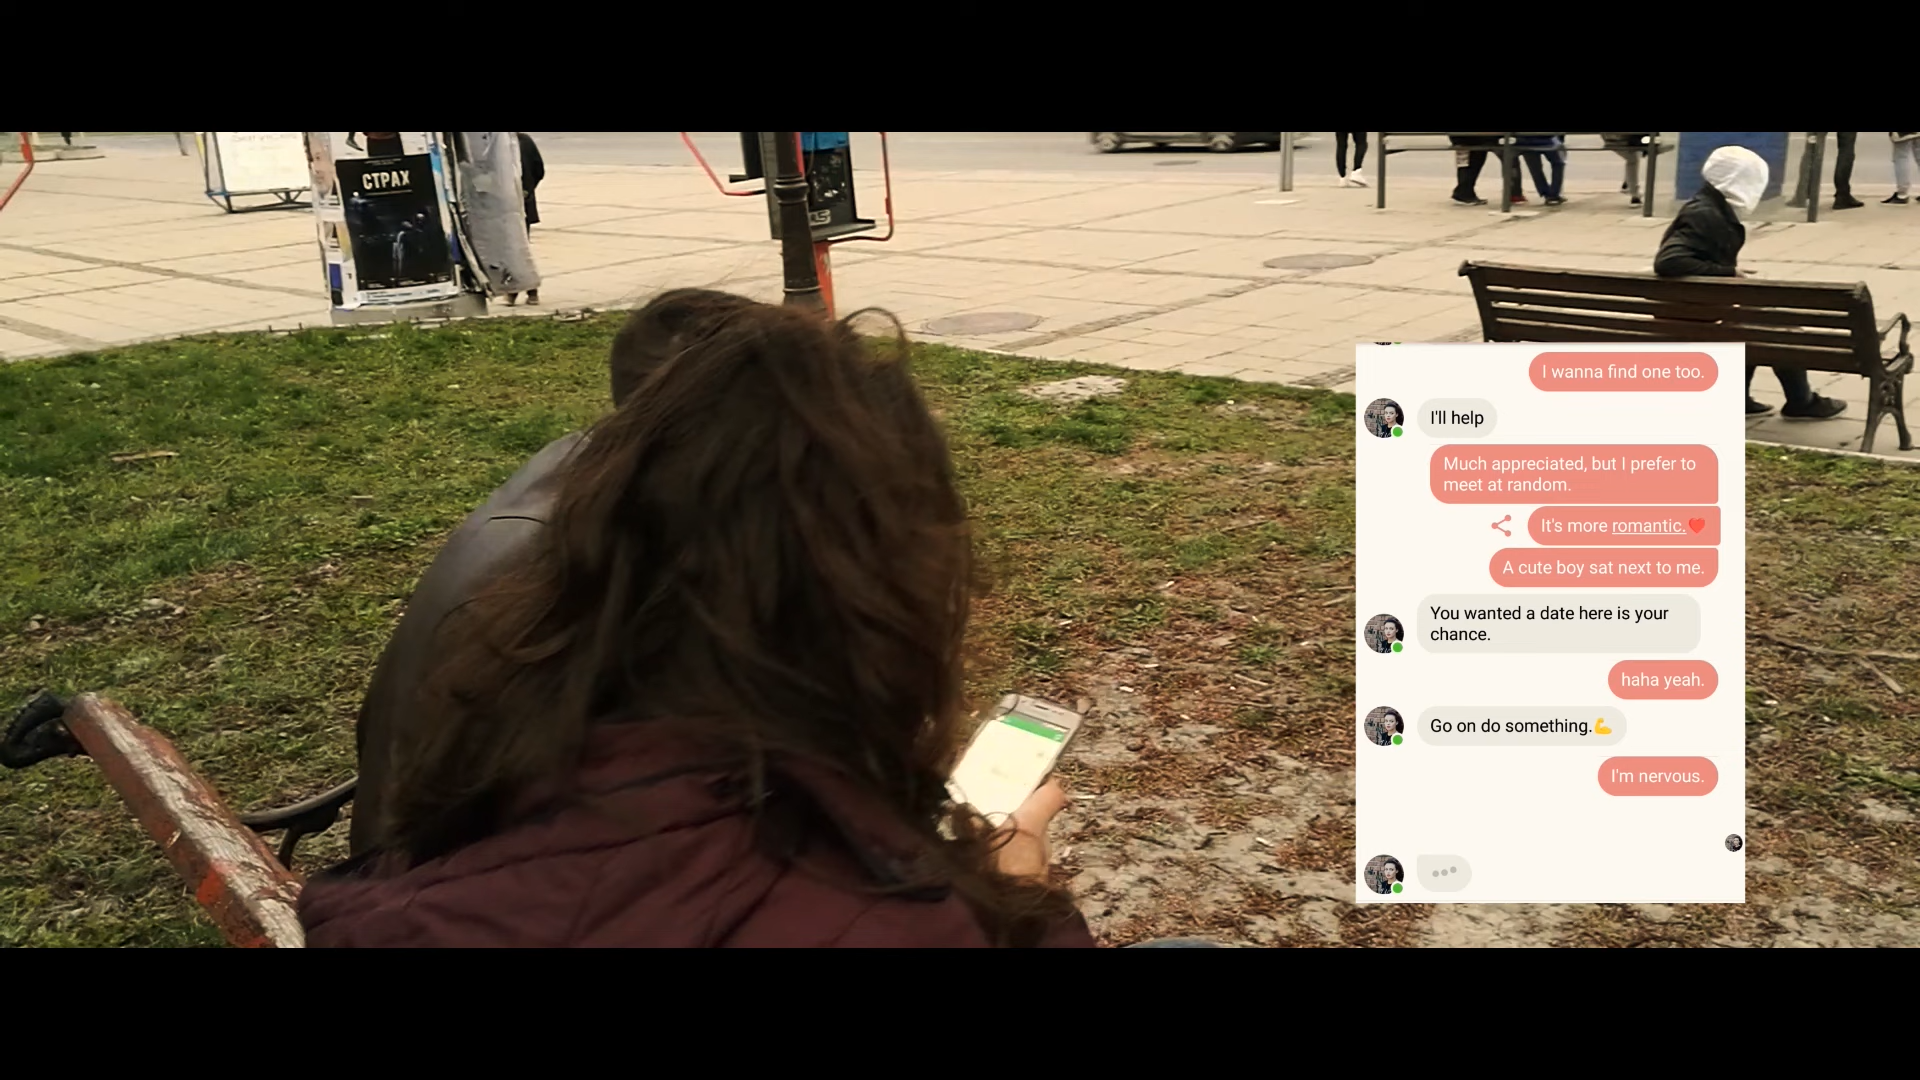 СТРАХ
I wanna find one too.
I'll help
Much appreciated, but I prefer to
meet at random.
It's more romantic.❤️
A cute boy sat next to me.
You wanted a date here is your
chance.
haha yeah.
Go on do something.💪
I'm nervous.